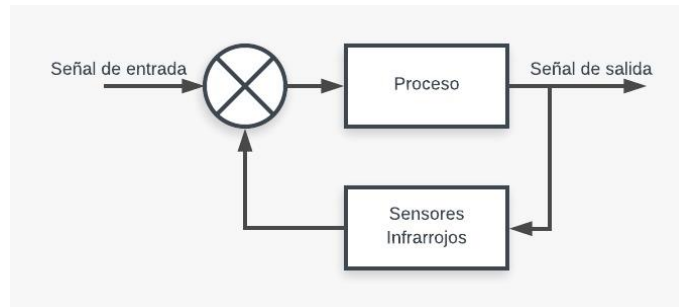 Señal de entrada
Proceso
Señal de salida
Sensores
Infrarrojos